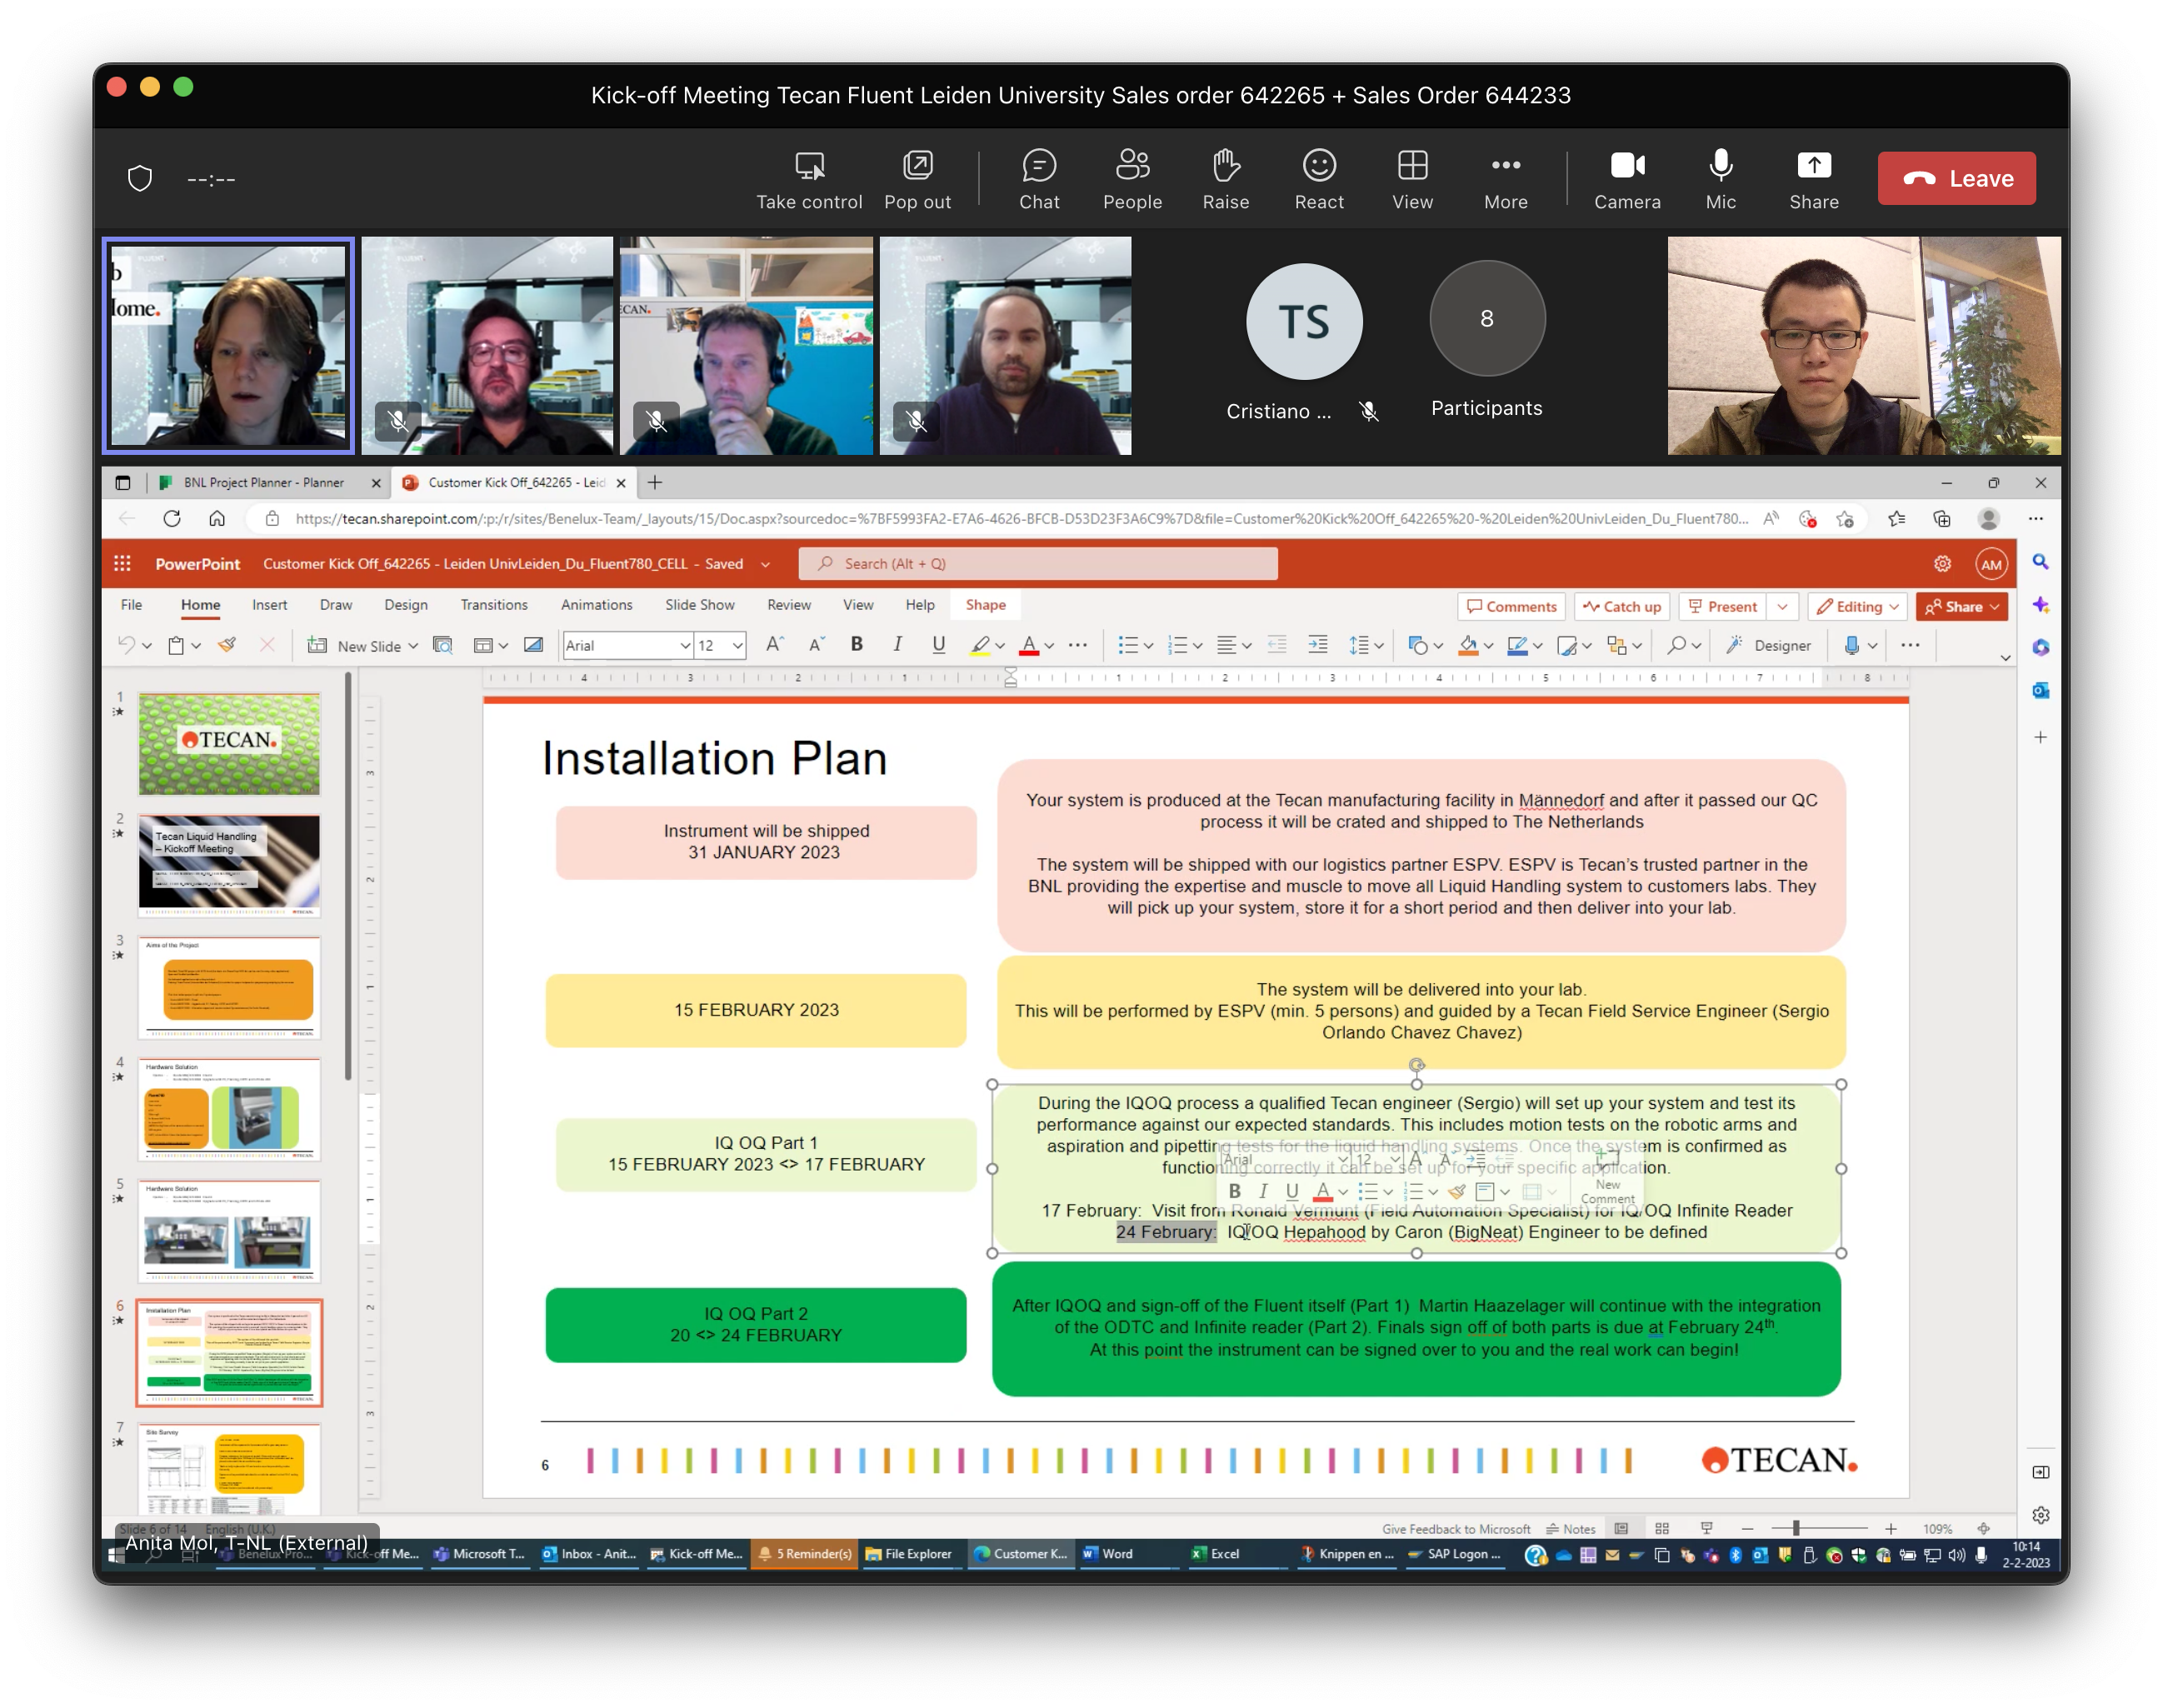 Kick-off Meeting Tecan Fluent Leiden University Sales order 642265 + Sales Order 644233
--:--
Take control
Pop out
Chat
People
Raise
React
View
More
Camera
Mic
Share
Leave
b
Home.
FLUENT
ECAN.
TS
Cristiano ...
8
Participants
BNL Project Planner - Planner
Customer Kick Off_642265 - Leid
https://tecan.sharepoint.com/:p:/r/sites/Benelux-Team/_layouts/15/Doc.aspx?sourcedoc=%7BF5993FA2-E7A6-4626-BFCB-D53D23F3A6C9%7D&file=Customer%20Kick%20Off_642265%20-%20Leiden%20UnivLeiden_Du_Fluent780...
PowerPoint
Customer Kick Off_642265 - Leiden UnivLeiden_Du_Fluent780_CELL - Saved
Search (Alt + Q)
AM
File
Home
Insert
Draw
Design
Transitions
Animations
Slide Show
Review
View
Help
Shape
Comments
Catch up
Present
Editing
Share
New Slide
Arial
12
Designer
1
TECAN.
2
Tecan Liquid Handling
– Kickoff Meeting
3
Aims of the Project
4
Hardware Solution
5
Hardware Solution
6
Installation Plan
7
Site Survey
Installation Plan
Instrument will be shipped
31 JANUARY 2023
Your system is produced at the Tecan manufacturing facility in Männedorf and after it passed our QC
process it will be crated and shipped to The Netherlands
The system will be shipped with our logistics partner ESPV. ESPV is Tecan's trusted partner in the
BNL providing the expertise and muscle to move all Liquid Handling system to customers labs. They
will pick up your system, store it for a short period and then deliver into your lab.
15 FEBRUARY 2023
The system will be delivered into your lab.
This will be performed by ESPV (min. 5 persons) and guided by a Tecan Field Service Engineer (Sergio
Orlando Chavez Chavez)
IQ OQ Part 1
15 FEBRUARY 2023 <> 17 FEBRUARY
During the IQOQ process a qualified Tecan engineer (Sergio) will set up your system and test its
performance against our expected standards. This includes motion tests on the robotic arms and
aspiration and pipetting tests for the liquid handling systems. Once the system is confirmed as
functioning correctly it can be set up for your specific application.
Arial
12
New
Comment
17 February: Visit from Ronald Vermunt (Field Automation Specialist) for IQ/OQ Infinite Reader
24 February: IQ/OQ Hepahood by Caron (BigNeat) Engineer to be defined
IQ OQ Part 2
20 <> 24 FEBRUARY
After IQOQ and sign-off of the Fluent itself (Part 1) Martin Haazelager will continue with the integration
of the ODTC and Infinite reader (Part 2). Finals sign off of both parts is due at February 24th.
At this point the instrument can be signed over to you and the real work can begin!
6
TECAN.
Slide 6 of 14
English (U.K.)
Give Feedback to Microsoft
Notes
109%
Anita Mol, T-NL (External)
Benelux Pro...
Kick-off Me...
Microsoft T...
Inbox - Anit...
Kick-off Me...
5 Reminder(s)
File Explorer
Customer K...
Word
Excel
Knippen en ...
SAP Logon ...
10:14
2-2-2023